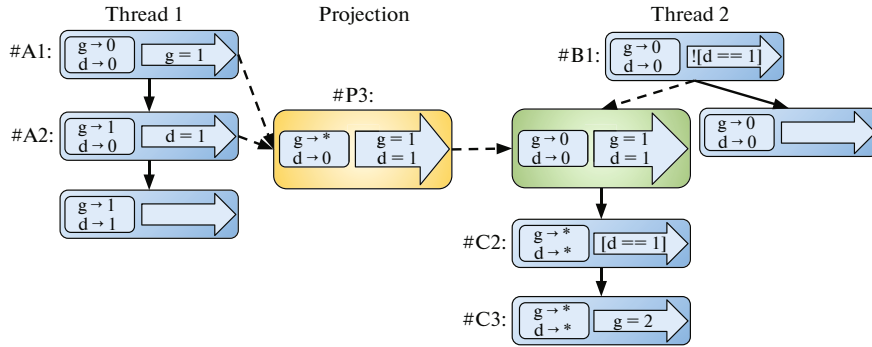 Thread 1
Projection
Thread 2
#A1:
g → 0
d → 0
g = 1
#B1:
g → 0
d → 0
![d == 1]
#A2:
g → 1
d → 0
d = 1
#P3:
g → *
d → 0
g = 1
d = 1
g → 0
d → 0
g = 1
d = 1
g → 0
d → 0
g → 1
d → 1
#C2:
g → *
d → *
[d == 1]
#C3:
g → *
d → *
g = 2